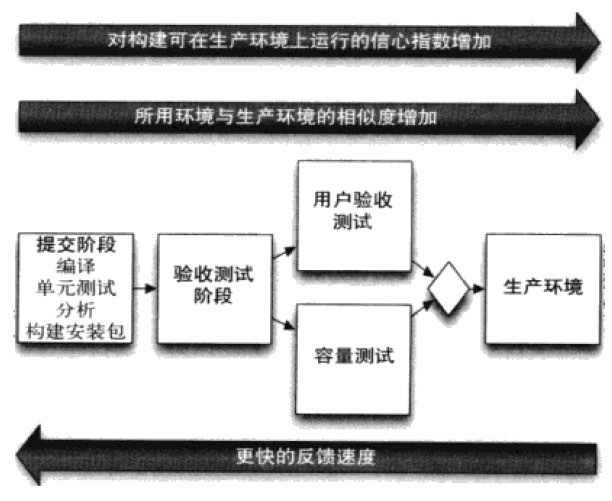 对构建可在生产环境上运行的信心指数增加
所用环境与生产环境的相似度增加
提交阶段
编译
单元测试
分析
构建安装包
验收测试
阶段
用户验收
测试
容量测试
生产环境
更快的反馈速度